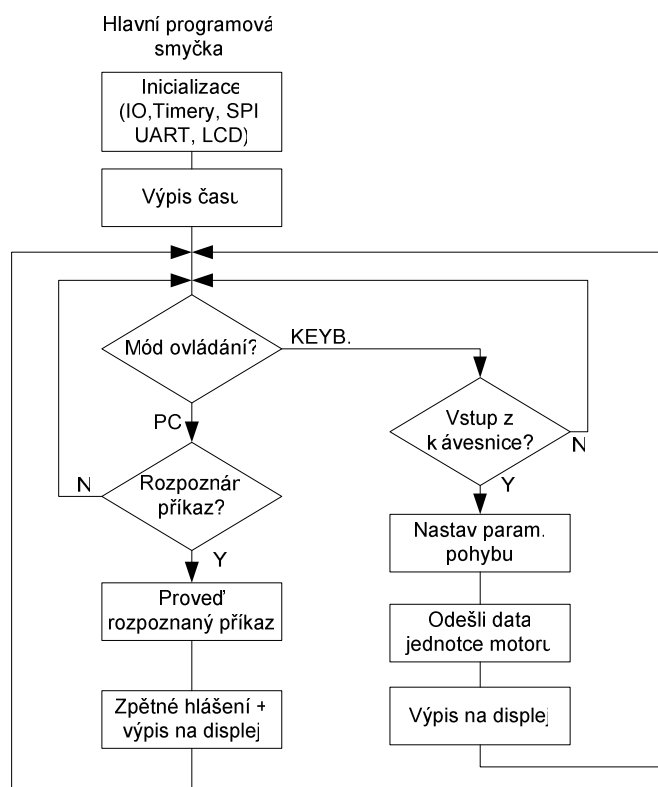 Hlavní programová
smyčka
Inicializace
(IO,Timery, SPI
UART, LCD)
Výpis času
Mód ovládání?
KEYB.
PC
Vstup z
klávesnice?
N
Y
N
Rozpoznán
příkaz?
Y
Nastav param.
pohybu
Proveď
rozpoznaný příkaz
Odešli data
jednotce motoru
Zpětné hlášení +
výpis na displej
Výpis na displej